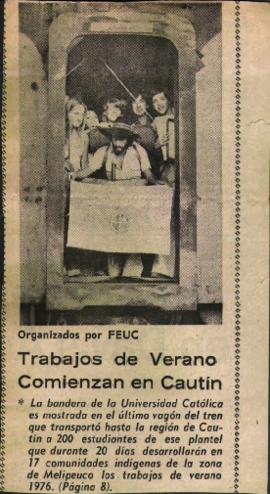 Organizados por FEUC
Trabajos de Verano
Comienzan en Cautín
* La bandera de la Universidad Católica
es mostrada en el último vagón del tren
que transportó hasta la región de Cau-
tín a 200 estudiantes de ese plantel
que durante 20 días desarrollarán en
17 comunidades indígenas de la zona
de Melipeuco los trabajos de verano
1976. (Página 8).